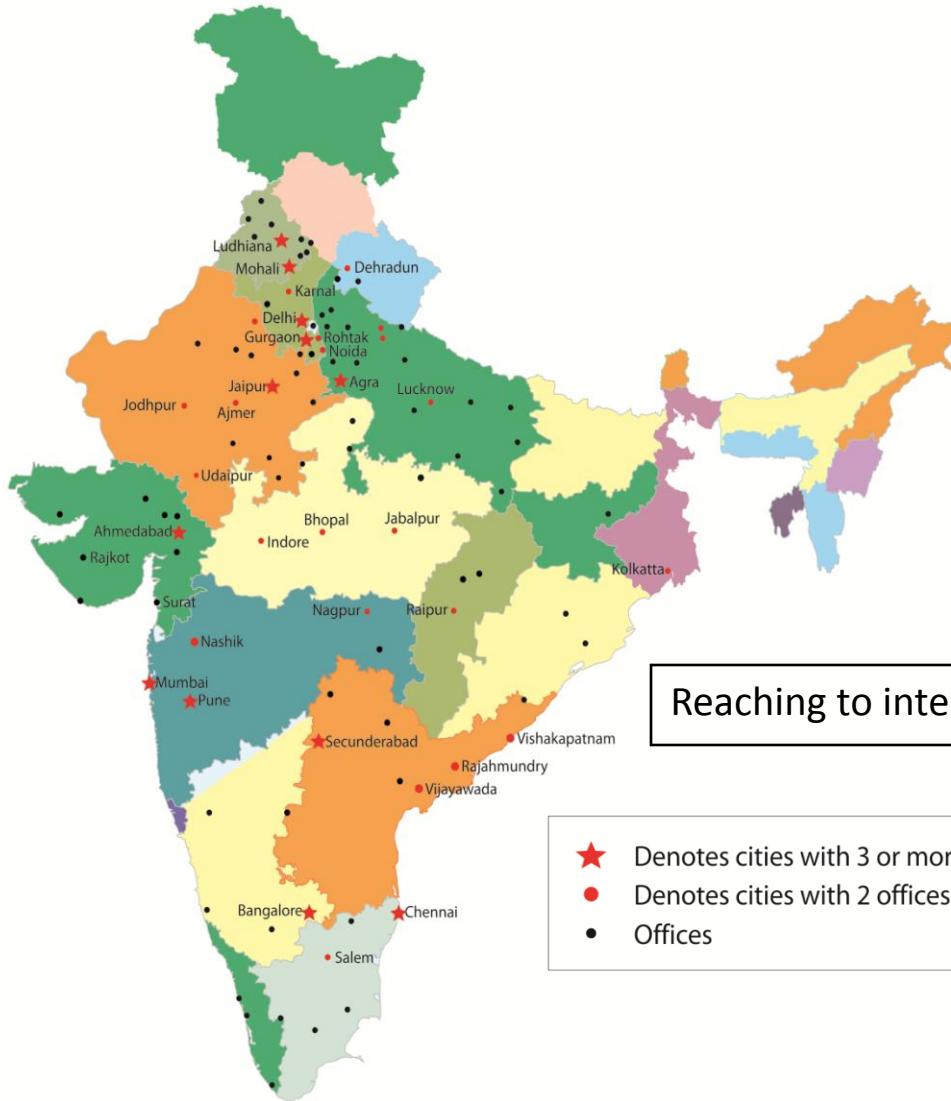 Ludhiana
Mohali
Dehradun
Karnal
Delhi
Gurgaon
Rohtak
Noida
Jaipur
Agra
Lucknow
Jodhpur
Ajmer
Udaipur
Bhopal
Jabalpur
Ahmedabad
Indore
Rajkot
Kolkatta
Surat
Nagpur
Raipur
Nashik
Mumbai
Pune
Reaching to inte
Secunderabad
Vishakapatnam
Rajahmundry
Vijayawada
Denotes cities with 3 or mor
Denotes cities with 2 offices
Offices
Bangalore
Chennai
Salem